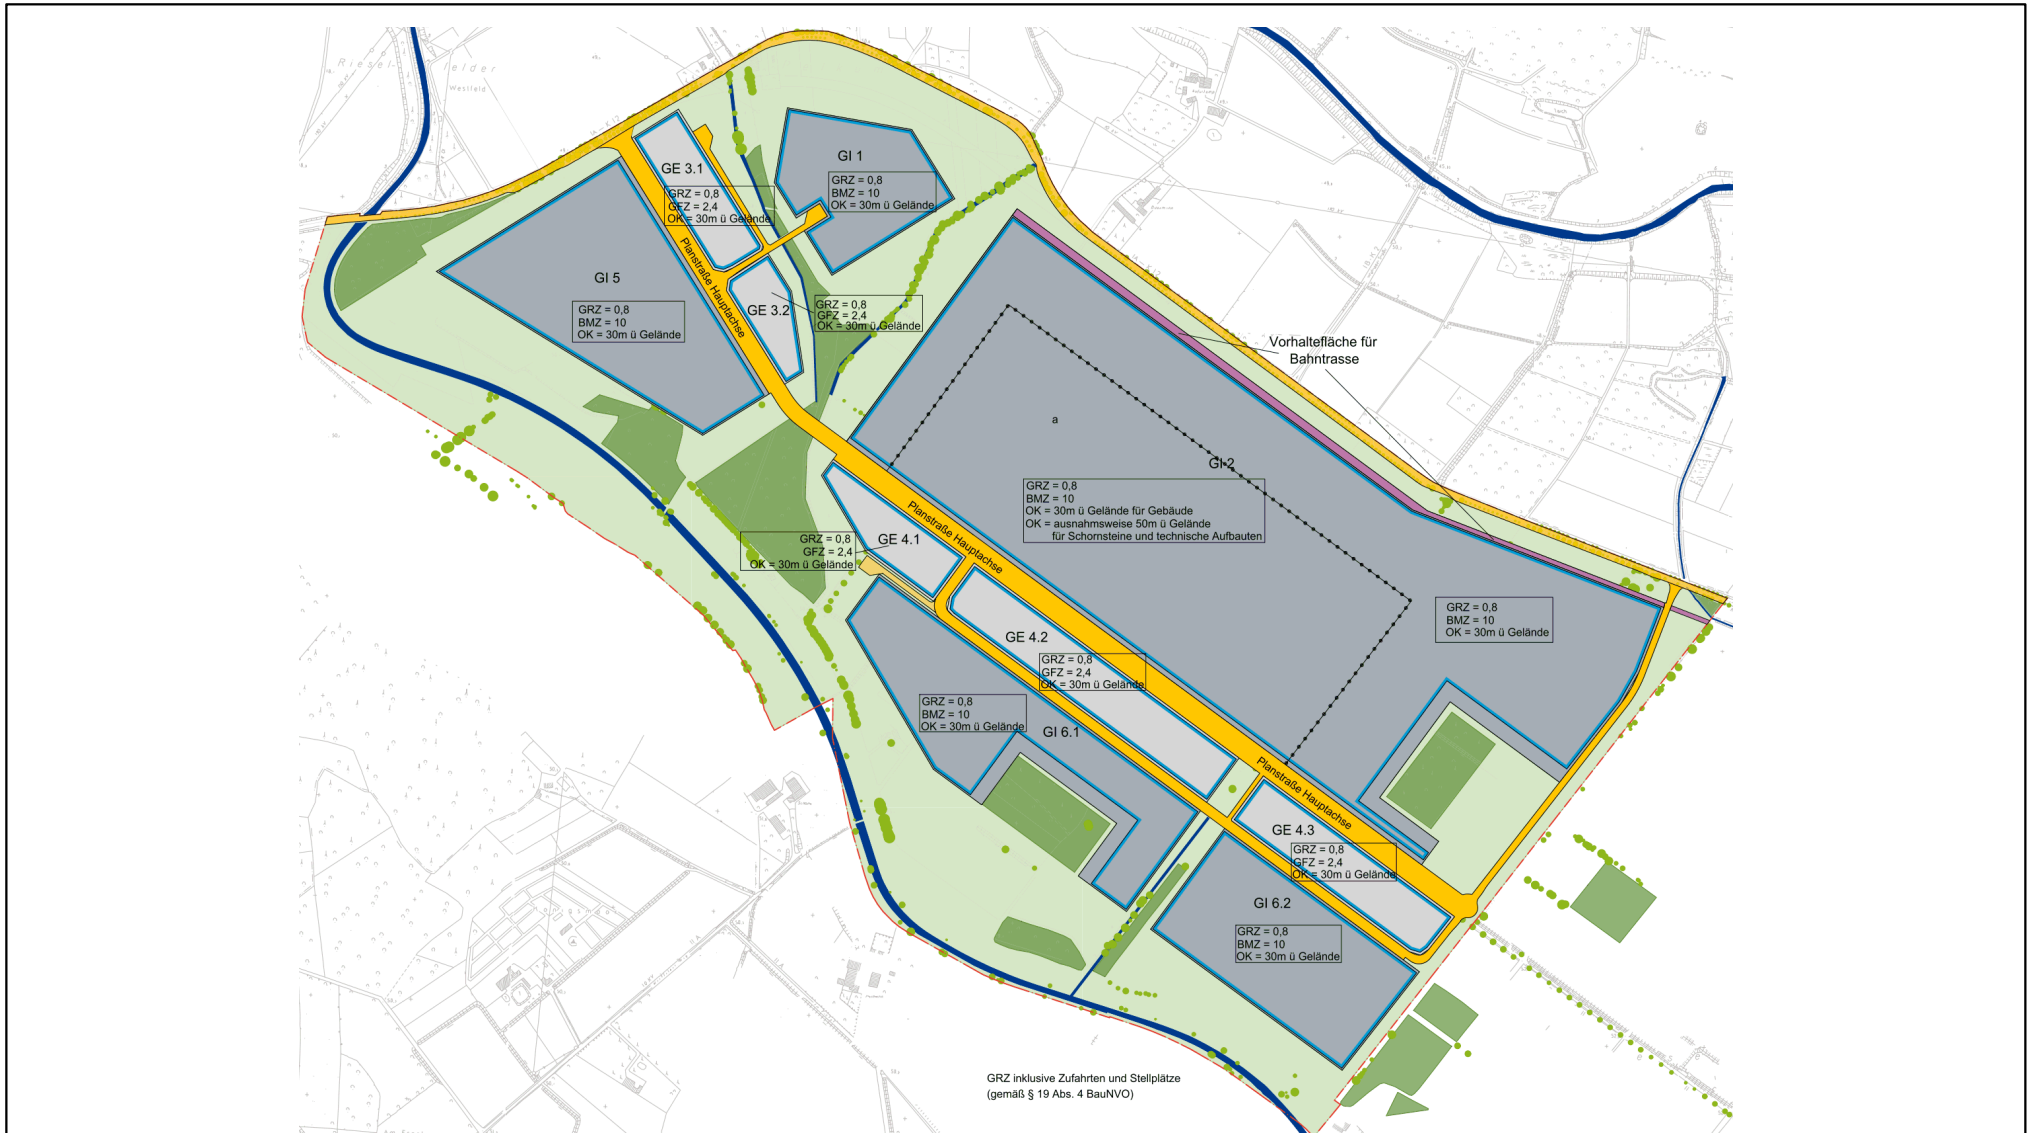 Riesel-
felder
Westfeld
GE 3.1
GRZ = 0,8
GFZ = 2,4
OK = 30m ü Gelände
GI 1
GRZ = 0,8
BMZ = 10
OK = 30m ü Gelände
GI 5
GRZ = 0,8
BMZ = 10
OK = 30m ü Gelände
Planstraße Hauptachse
GE 3.2
GRZ = 0,8
GFZ = 2,4
OK = 30m ü Gelände
Vorhaltefläche für
Bahntrasse
a
GI 2
GRZ = 0,8
BMZ = 10
OK = 30m ü Gelände für Gebäude
OK = ausnahmsweise 50m ü Gelände
für Schornsteine und technische Aufbauten
Planstraße Hauptachse
GE 4.1
GRZ = 0,8
GFZ = 2,4
OK = 30m ü Gelände
GRZ = 0,8
BMZ = 10
OK = 30m ü Gelände
GE 4.2
GRZ = 0,8
GFZ = 2,4
OK = 30m ü Gelände
GRZ = 0,8
BMZ = 10
OK = 30m ü Gelände
GI 6.1
Planstraße Hauptachse
GE 4.3
GRZ = 0,8
GFZ = 2,4
OK = 30m ü Gelände
GI 6.2
GRZ = 0,8
BMZ = 10
OK = 30m ü Gelände
GRZ inklusive Zufahrten und Stellplätze
(gemäß § 19 Abs. 4 BauNVO)